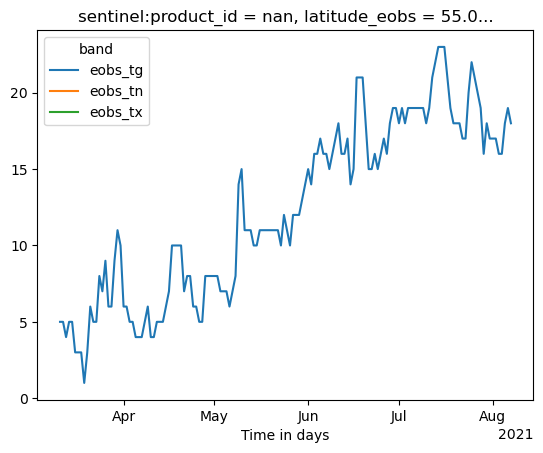 sentinel:product_id = nan, latitude_eobs = 55.0...
band
eobs_tg
eobs_tn
eobs_tx
20
15
10
5
0
Apr
May
Jun
Jul
Aug
Time in days
2021